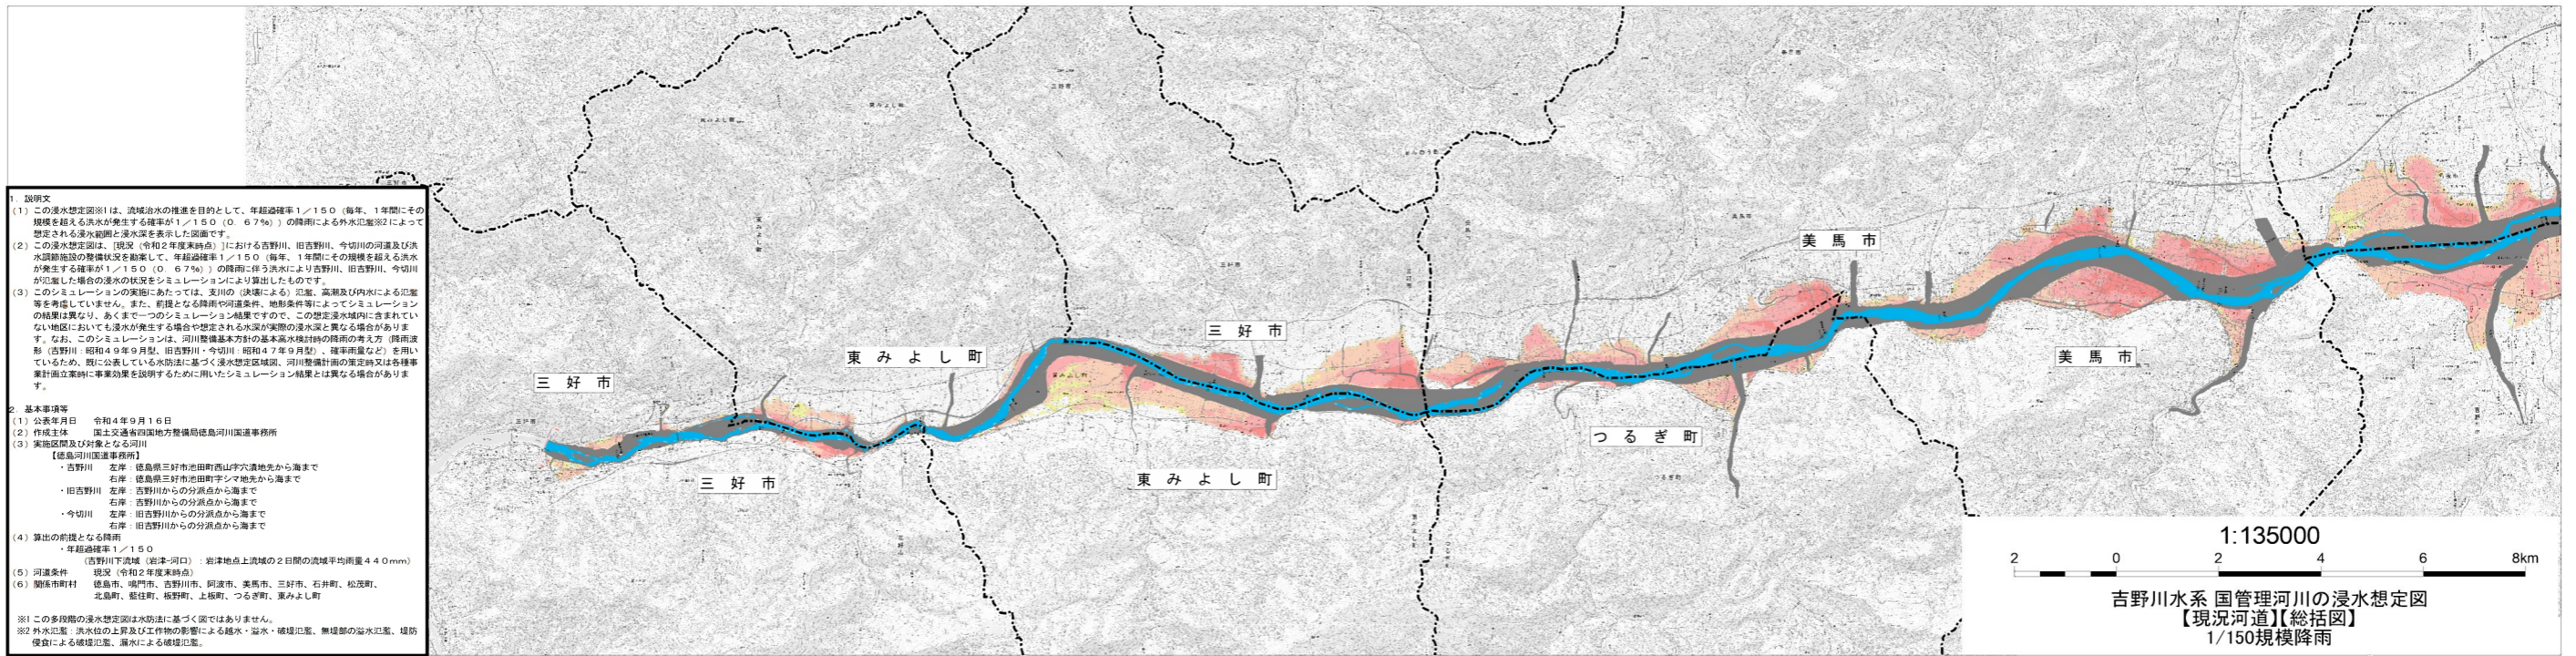 1．説明文
（1）この浸水想定図※1は、流域治水の推進を目的として、年超過確率1／150（毎年、1年間にその
規模を超える洪水が発生する確率が1／150（0．67%））の降雨による外水氾濫※2によって
想定される浸水範囲と浸水深を表示した図面です。
（2）この浸水想定図は、［現況（令和2年度末時点）］における吉野川、旧吉野川、今切川の河道及び洪
水調節施設の整備状況を勘案して、年超過確率1／150（毎年、1年間にその規模を超える洪水
が発生する確率が1／150（0．67%））の降雨に伴う洪水により吉野川、旧吉野川、今切川
が氾濫した場合の浸水の状況をシミュレーションにより算出したものです。
（3）このシミュレーションの実施にあたっては、支川の（決壊による）氾濫、高潮及び内水による氾濫
等を考慮していません。また、前提となる降雨や河道条件、地形条件等によってシミュレーション
の結果は異なり、あくまで一つのシミュレーション結果ですので、この想定浸水域内に含まれてい
ない地区においても浸水が発生する場合や想定される水深が実際の浸水深と異なる場合がありま
す。なお、このシミュレーションは、河川整備基本方針の基本高水検討時の降雨の考え方（降雨波
形（吉野川：昭和49年9月型、旧吉野川・今切川：昭和47年9月型）、確率雨量など）を用い
ているため、既に公表している水防法に基づく浸水想定区域図、河川整備計画の策定時又は各種事
業計画立案時に事業効果を説明するために用いたシミュレーション結果とは異なる場合がありま
す。
2．基本事項等
（1）公表年月日　令和4年9月16日
（2）作成主体　国土交通省四国地方整備局徳島河川国道事務所
（3）実施区間及び対象となる河川
【徳島河川国道事務所】
・吉野川　左岸：徳島県三好市池田町西山字穴潰地先から海まで
右岸：徳島県三好市池田町字シマ地先から海まで
・旧吉野川　左岸：吉野川からの分派点から海まで
右岸：吉野川からの分派点から海まで
・今切川　左岸：旧吉野川からの分派点から海まで
右岸：旧吉野川からの分派点から海まで
（4）算出の前提となる降雨
・年超過確率1／150
（吉野川下流域（岩津-河口）：岩津地点上流域の2日間の流域平均雨量440mm）
（5）河道条件　現況（令和2年度末時点）
（6）関係市町村　徳島市、鳴門市、吉野川市、阿波市、美馬市、三好市、石井町、松茂町、
北島町、藍住町、板野町、上板町、つるぎ町、東みよし町
※1 この多段階の浸水想定図は水防法に基づく図ではありません。
※2 外水氾濫：洪水位の上昇及び工作物の影響による越水・溢水・破堤氾濫、無堤部の溢水氾濫、堤防
侵食による破堤氾濫、漏水による破堤氾濫。
三好市
東みよし町
三好市
美馬市
三好市
東みよし町
つるぎ町
美馬市
1:135000
2 0 2 4 6 8km
吉野川水系 国管理河川の浸水想定図
【現況河道】【総括図】
1/150規模降雨